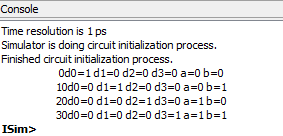 Console
Time resolution is 1 ps
Simulator is doing circuit initialization process.
Finished circuit initialization process.
0d0=1 d1=0 d2=0 d3=0 a=0 b=0
10d0=0 d1=1 d2=0 d3=0 a=0 b=1
20d0=0 d1=0 d2=1 d3=0 a=1 b=0
30d0=0 d1=0 d2=0 d3=1 a=1 b=1
ISim>